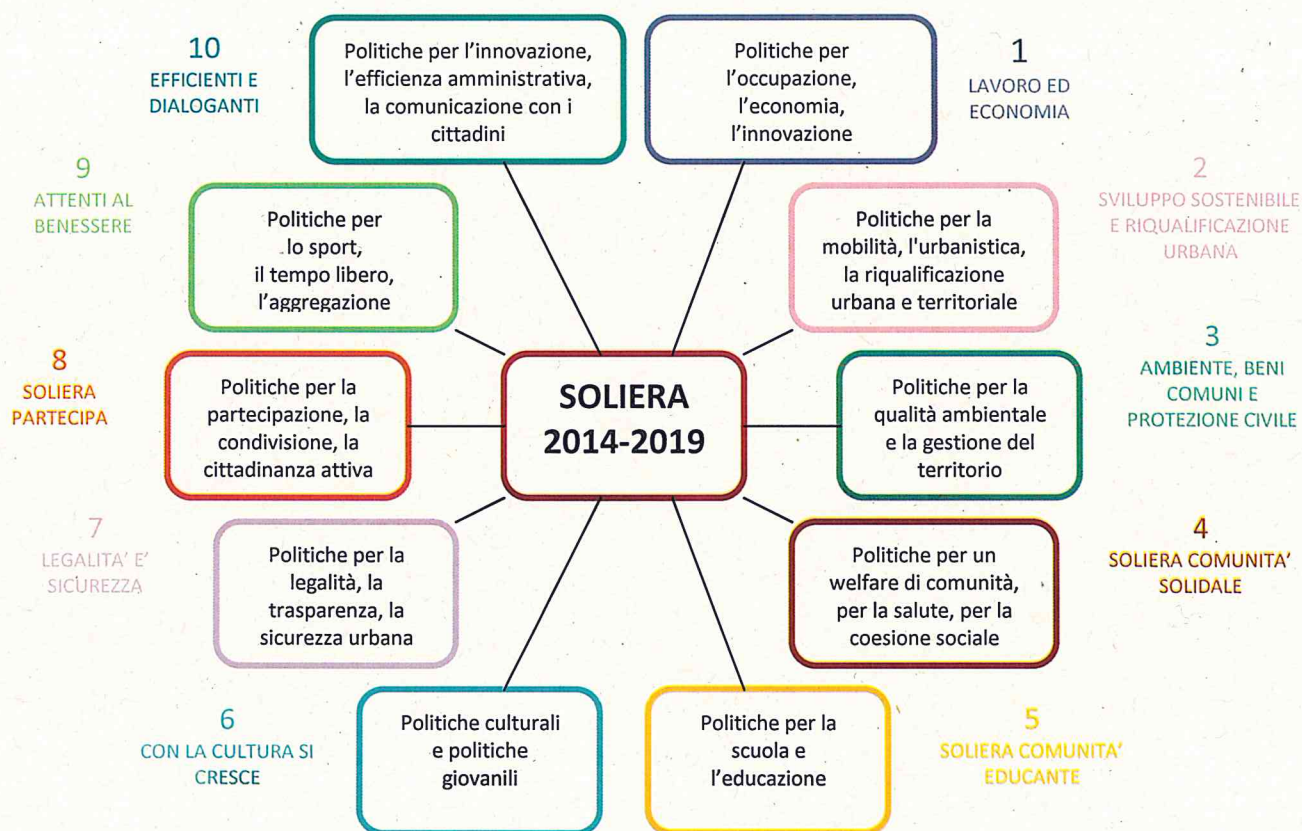 SOLIERA
2014-2019
1
LAVORO ED
ECONOMIA
Politiche per
l'occupazione,
l'economia,
l'innovazione
2
SVILUPPO SOSTENIBILE
E RIQUALIFICAZIONE
URBANA
Politiche per la
mobilità, l'urbanistica,
la riqualificazione
urbana e territoriale
3
AMBIENTE, BENI
COMUNI E
PROTEZIONE CIVILE
Politiche per la
qualità ambientale
e la gestione del
territorio
4
SOLIERA COMUNITA'
SOLIDALE
Politiche per un
welfare di comunità,
per la salute, per la
coesione sociale
5
SOLIERA COMUNITA'
EDUCANTE
Politiche per la
scuola e
l'educazione
6
CON LA CULTURA SI
CRESCE
Politiche culturali
e politiche
giovanili
7
LEGALITA' E'
SICUREZZA
Politiche per la
legalità, la
trasparenza, la
sicurezza urbana
8
SOLIERA
PARTECIPA
Politiche per la
partecipazione, la
condivisione, la
cittadinanza attiva
9
ATTENTI AL
BENESSERE
Politiche per
lo sport,
il tempo libero,
l'aggregazione
10
EFFICIENTI E
DIALOGANTI
Politiche per l'innovazione,
l'efficienza amministrativa,
la comunicazione con i
cittadini